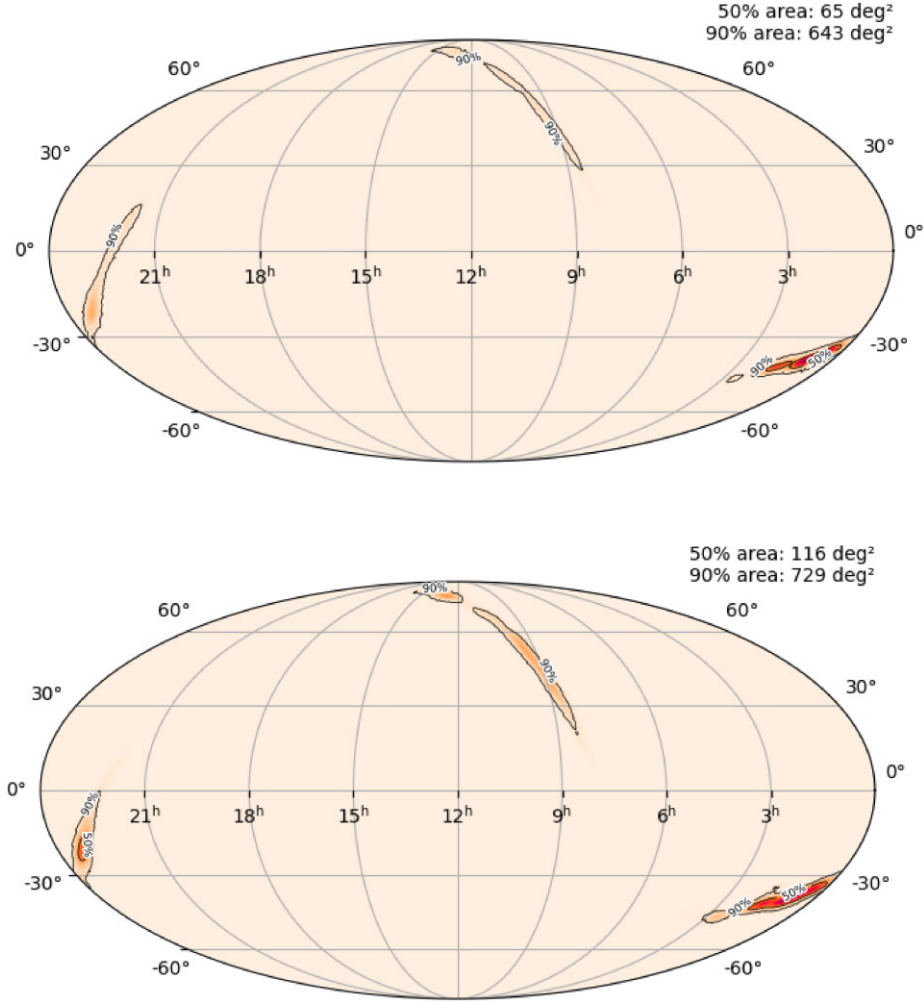 50% area: 65 deg²
90% area: 643 deg²
60° 90% 60°
30° 90% 30°
90%
0° 0°
21ʰ 18ʰ 15ʰ 12ʰ 9ʰ 6ʰ 3ʰ
-30° 90% 50% -30°
-60° -60°
50% area: 116 deg²
90% area: 729 deg²
90%
60° 60°
90%
30° 30°
0° 90% 0°
21ʰ 18ʰ 15ʰ 12ʰ 9ʰ 6ʰ 3ʰ
50%
-30° 90% 50% -30°
-60° -60°